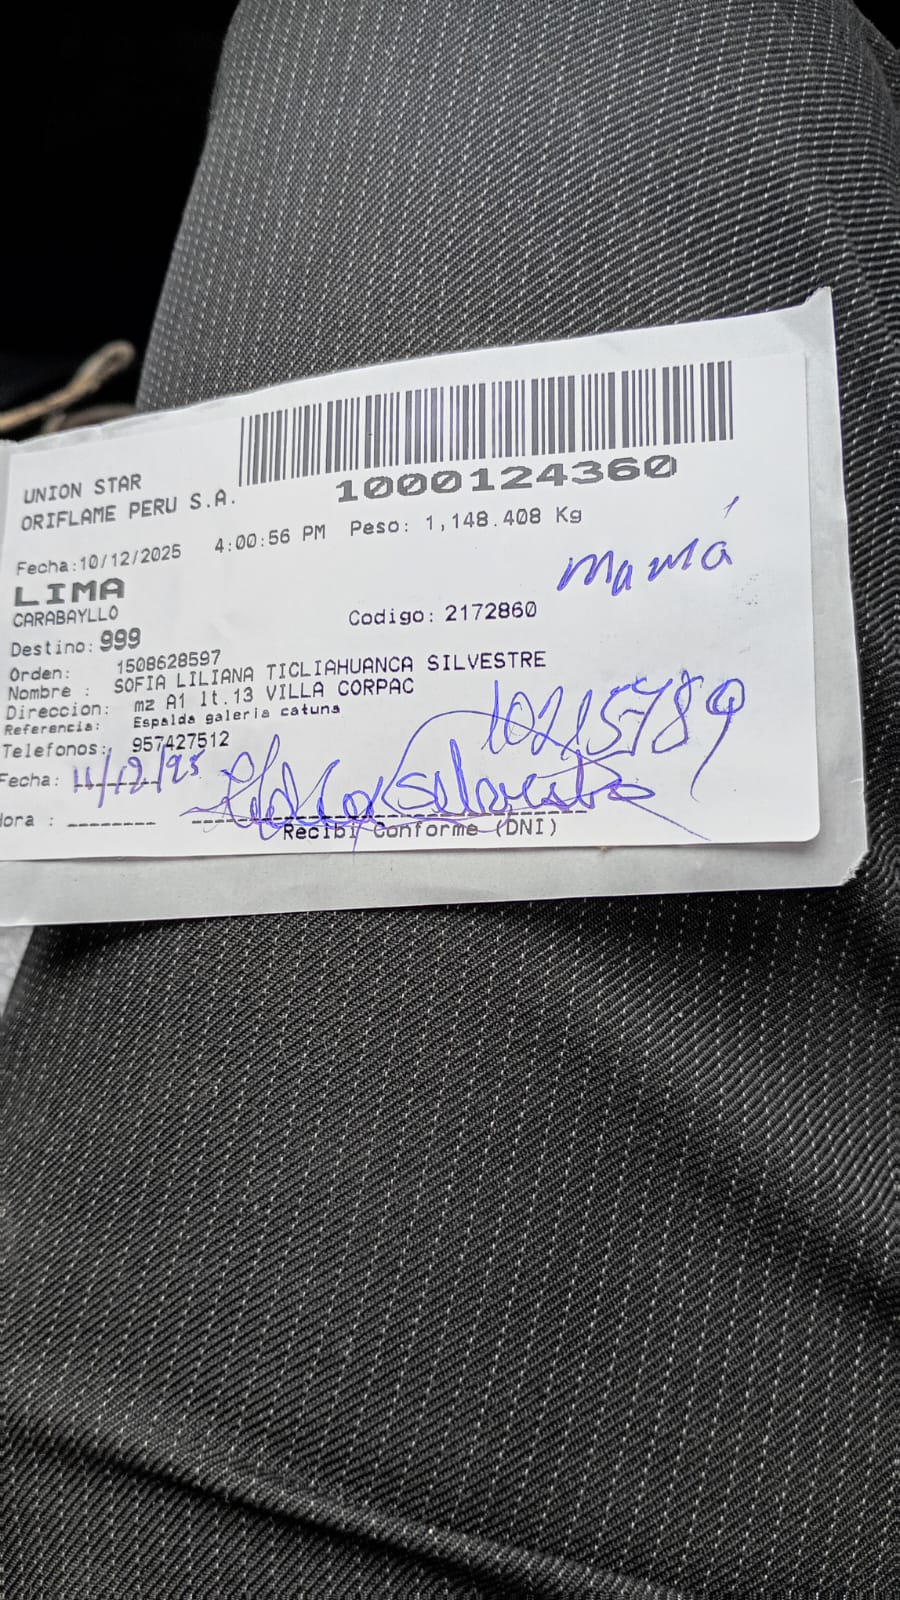 UNION STAR
ORIFLAME PERU S.A.
1000124360
Fecha:10/12/2025 4:00:56 PM Peso: 1,148.408 Kg
LIMA
CARABAYLLO
mamá
Destino: 999 Codigo: 2172860
Orden: 1508628597
Nombre : SOFIA LILIANA TICLIAHUANCA SILVESTRE
Direccion: mz A1 lt.13 VILLA CORPAC
Referencia: Espalda galeria catuna
Telefonos: 957427512
10215789
Fecha: 11/12/25
Silvestre
Hora : --------
Recibi Conforme (DNI)